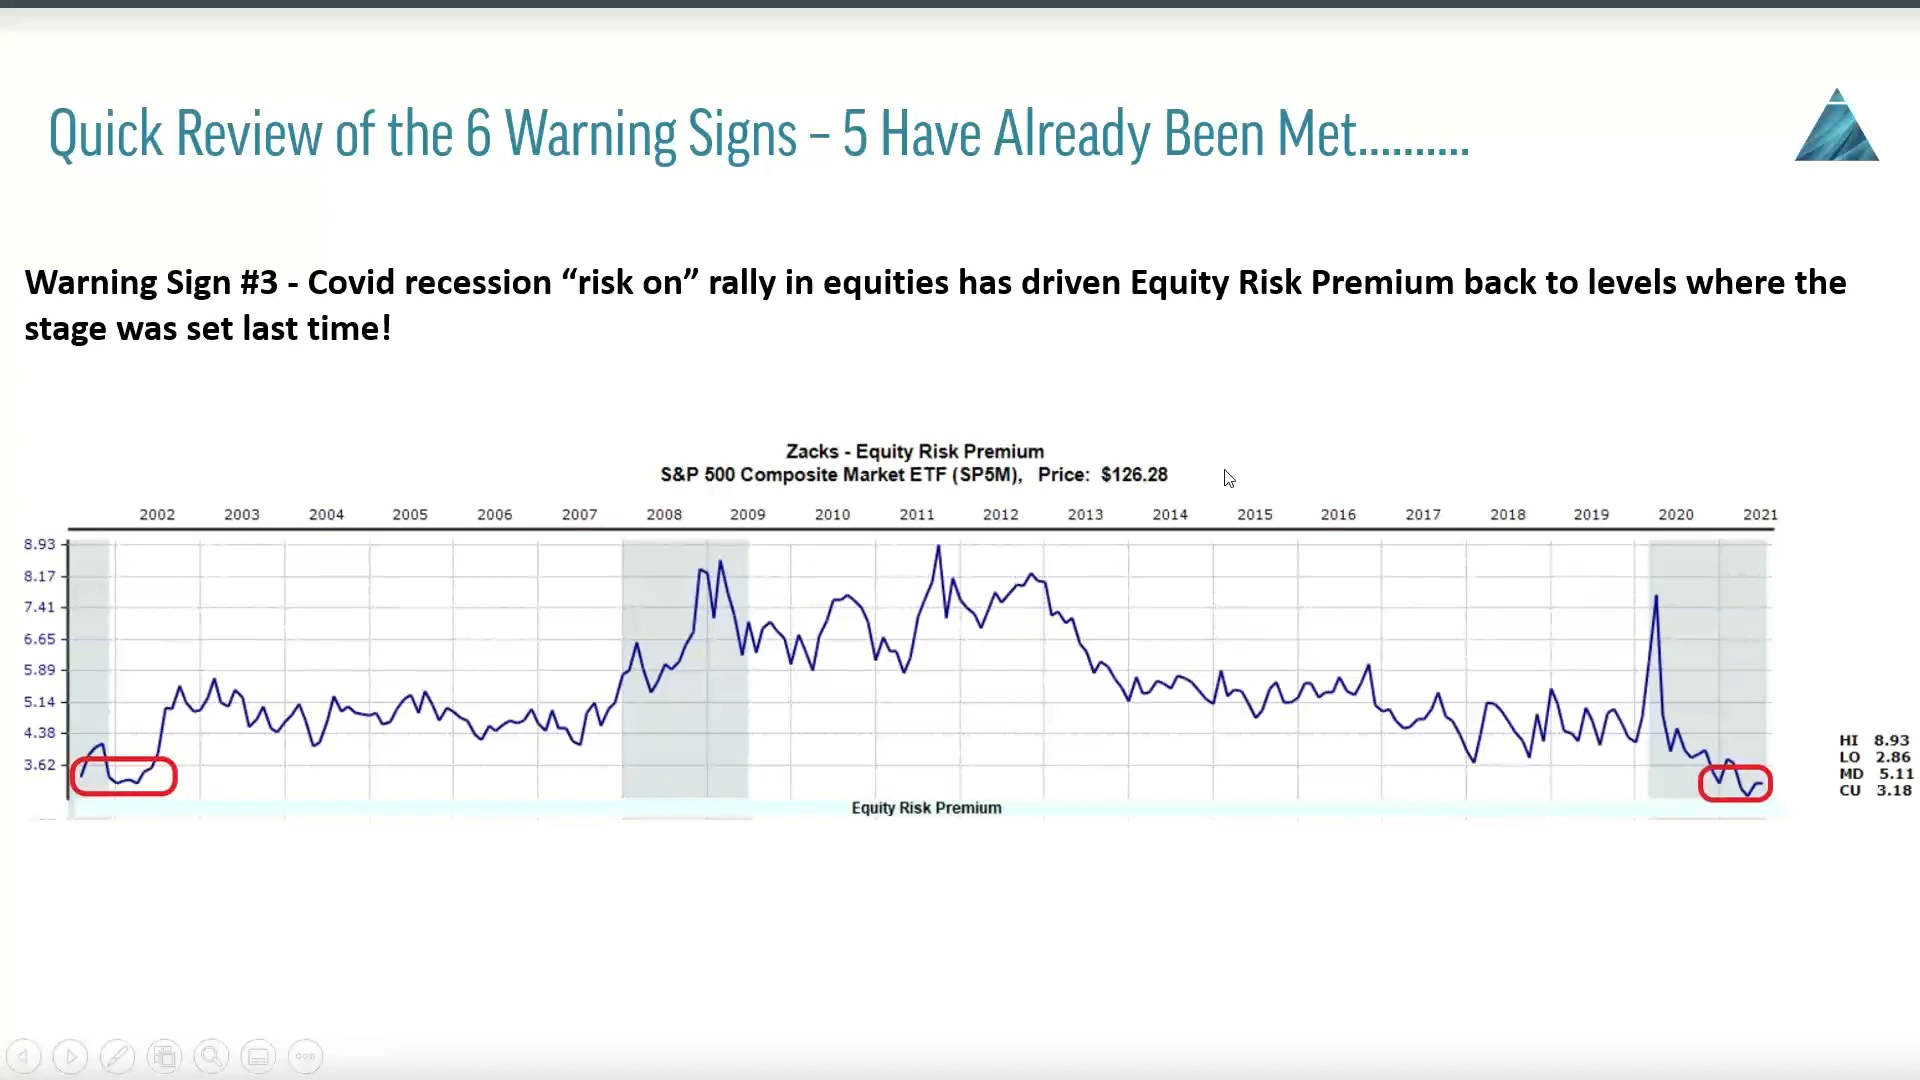 Quick Review of the 6 Warning Signs – 5 Have Already Been Met..........
Warning Sign #3 - Covid recession “risk on” rally in equities has driven Equity Risk Premium back to levels where the
stage was set last time!
Zacks - Equity Risk Premium
S&P 500 Composite Market ETF (SP5M), Price: $126.28
2002 2003 2004 2005 2006 2007 2008 2009 2010 2011 2012 2013 2014 2015 2016 2017 2018 2019 2020 2021
8.93
8.17
7.41
6.65
5.89
5.14
4.38
3.62
HI 8.93
LO 2.86
MD 5.11
CU 3.18
Equity Risk Premium